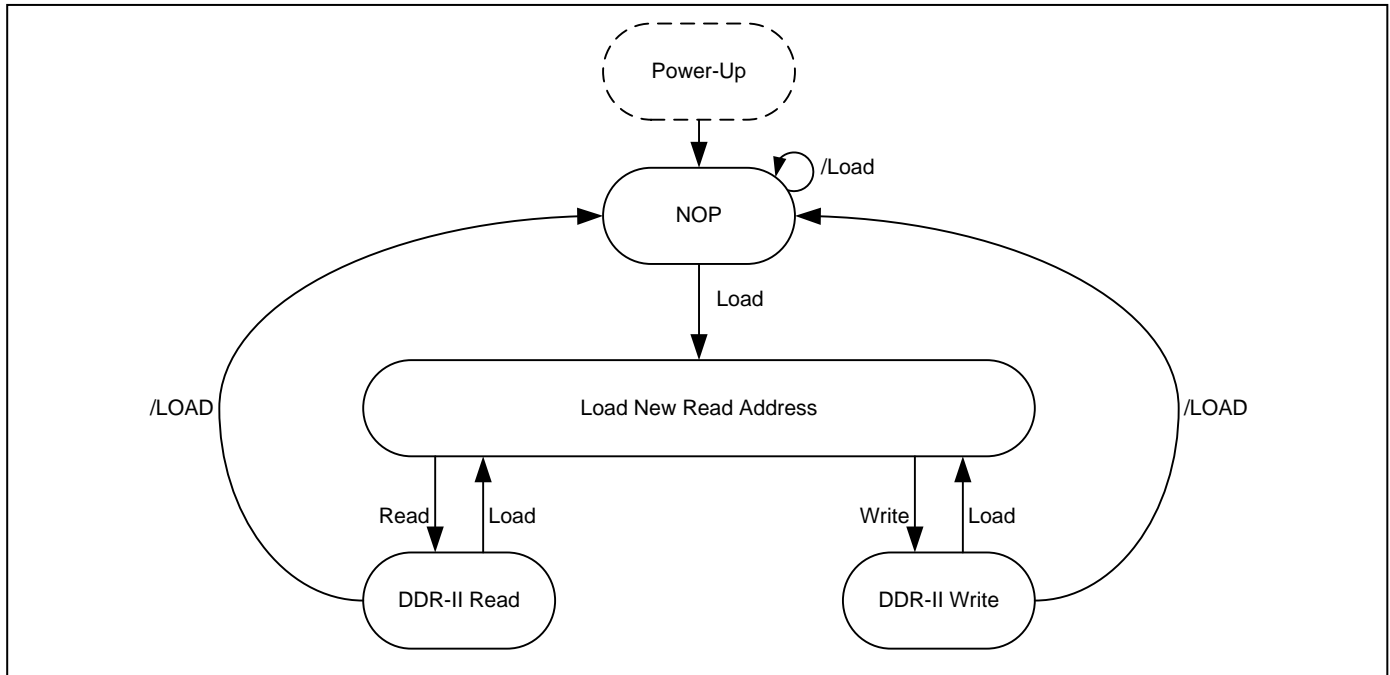 Power-Up
/Load
NOP
Load
Load New Read Address
/LOAD
/LOAD
Read
Load
Write
Load
DDR-II Read
DDR-II Write